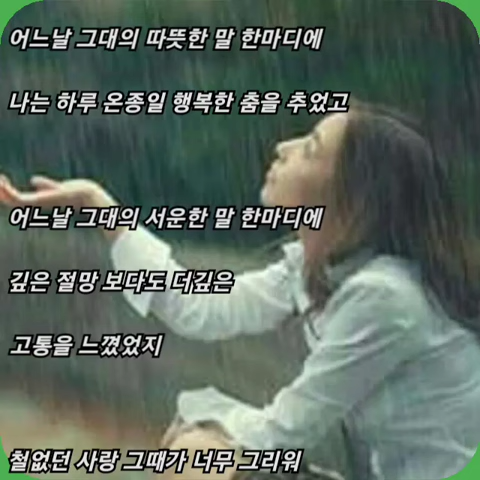 어느날 그대의 따뜻한 말 한마디에
나는 하루 온종일 행복한 춤을 추었고
어느날 그대의 서운한 말 한마디에
깊은 절망 보다도 더깊은
고통을 느꼈었지
철없던 사랑 그때가 너무 그리워